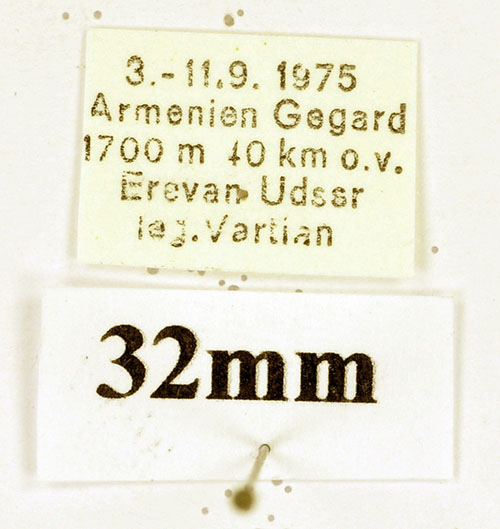 3.-11.9. 1975
Armenien Gegard
1700 m 40 km o.v.
Erevan Udssr
leg. Vartian
32mm